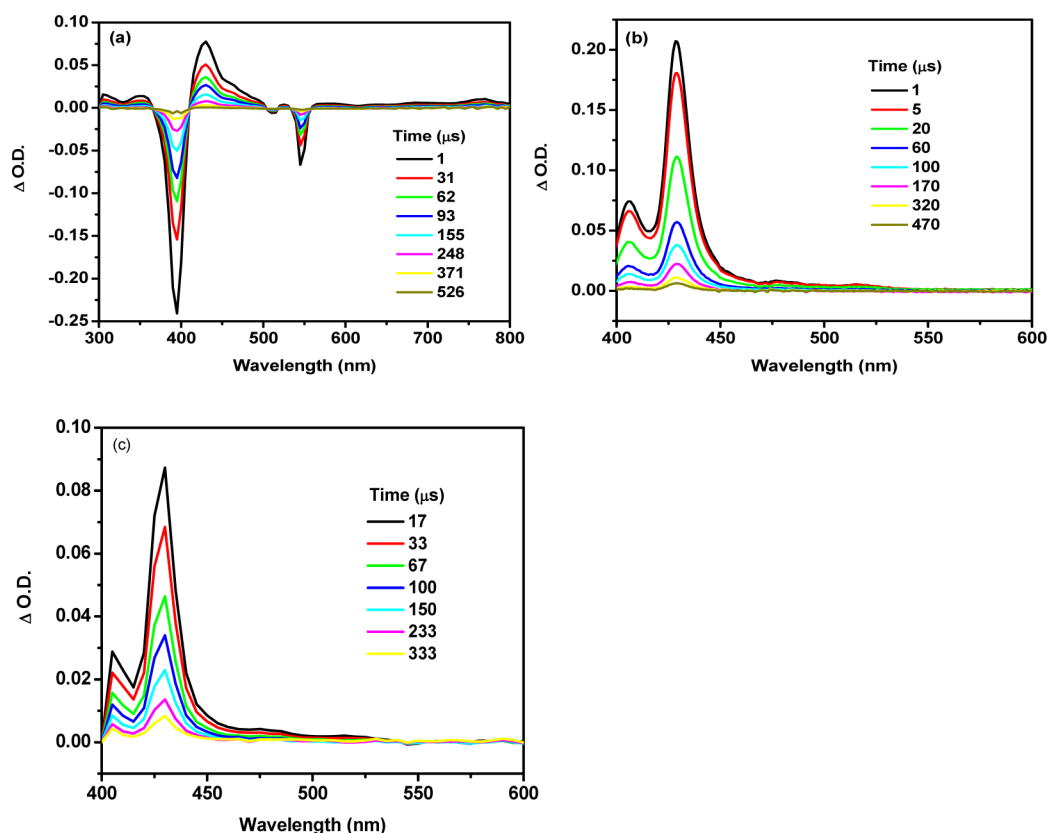 (a)
Δ O.D.
0.10
0.05
0.00
-0.05
-0.10
-0.15
-0.20
-0.25
Time (μs)
1
31
62
93
155
248
371
526
300 400 500 600 700 800
Wavelength (nm)
(b)
Δ O.D.
0.20
0.15
0.10
0.05
0.00
Time (μs)
1
5
20
60
100
170
320
470
400 450 500 550 600
Wavelength (nm)
(c)
Δ O.D.
0.10
0.08
0.06
0.04
0.02
0.00
Time (μs)
17
33
67
100
150
233
333
400 450 500 550 600
Wavelength (nm)